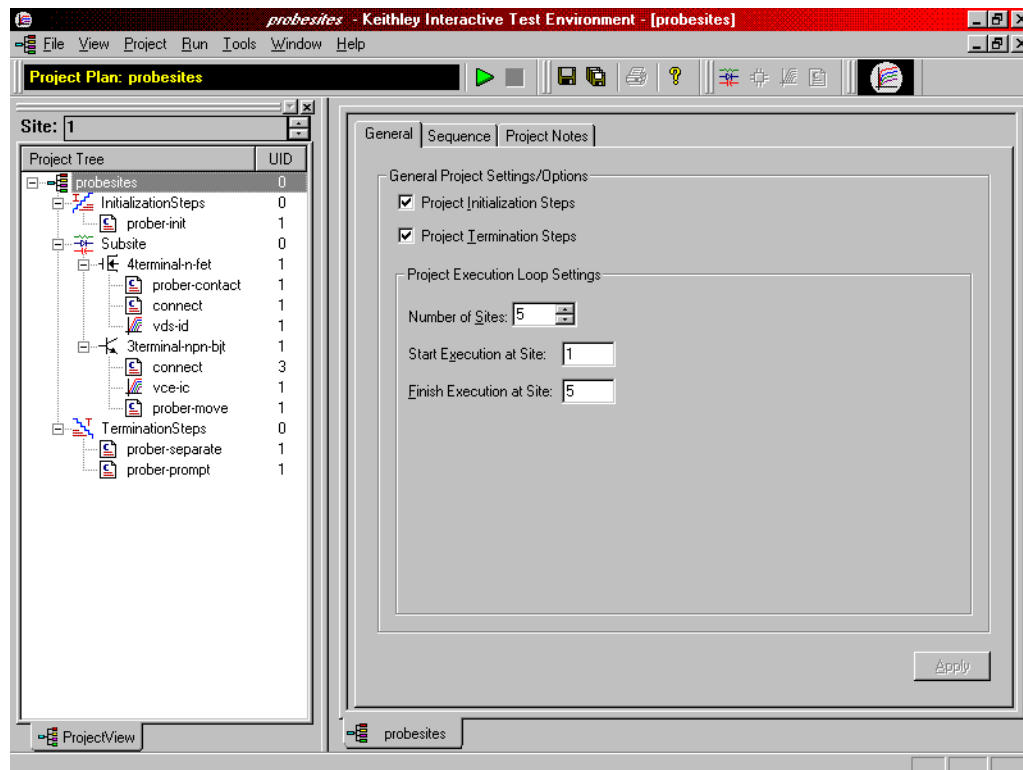 probesites - Keithley Interactive Test Environment - [probesites]
File View Project Run Tools Window Help
Project Plan: probesites
Site: 1
Project Tree UID
probesites 0
InitializationSteps 0
prober-init 1
Subsite 0
4terminal-n-fet 1
prober-contact 1
connect 1
vds-id 1
3terminal-npn-bjt 1
connect 3
vce-ic 1
prober-move 1
TerminationSteps 0
prober-separate 1
prober-prompt 1
ProjectView
General Sequence Project Notes
General Project Settings/Options
Project Initialization Steps
Project Termination Steps
Project Execution Loop Settings
Number of Sites: 5
Start Execution at Site: 1
Finish Execution at Site: 5
Apply
probesites